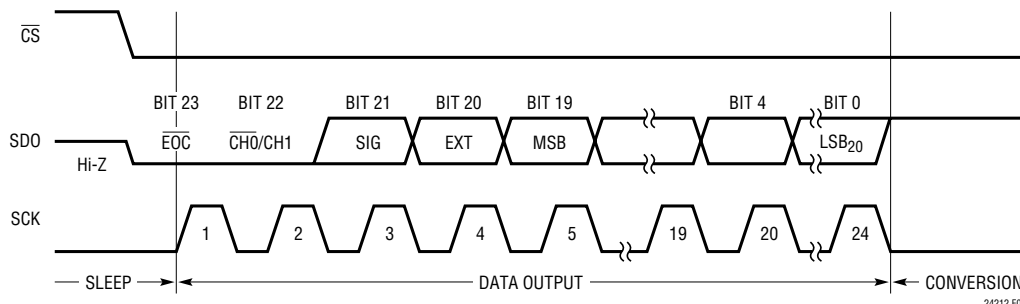 CS
BIT 23 BIT 22 BIT 21 BIT 20 BIT 19 BIT 4 BIT 0
SDO EOC CH0/CH1 SIG EXT MSB LSB20
Hi-Z
SCK
1 2 3 4 5 19 20 24
SLEEP DATA OUTPUT CONVERSION